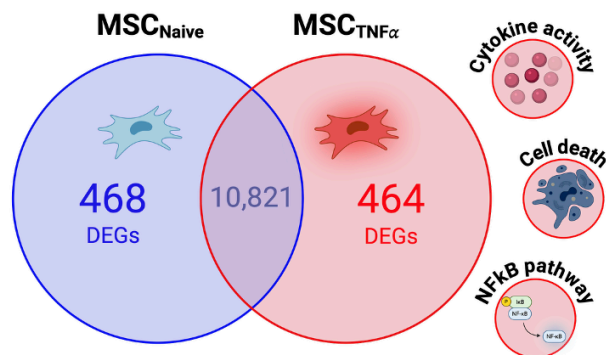 MSCNaive
MSCTNFα
468
DEGs
10,821
464
DEGs
Cytokine activity
Cell death
NFkB pathway
P
IκB
NF-κB
NF-κB